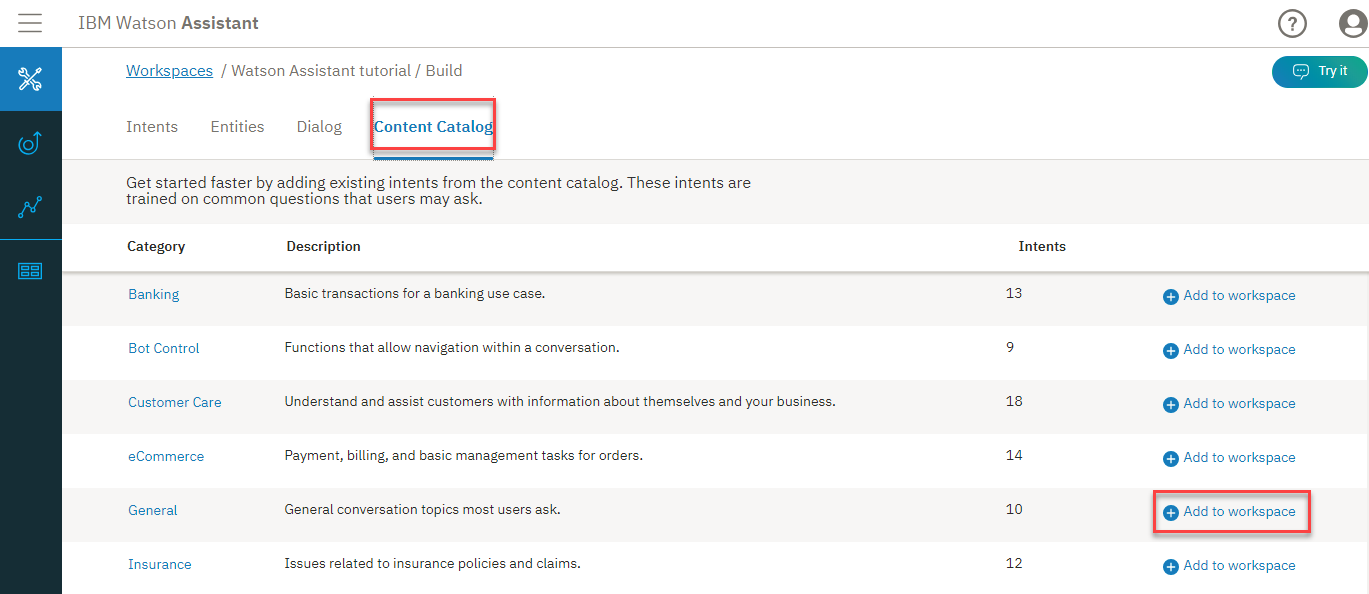 IBM Watson Assistant
Workspaces / Watson Assistant tutorial / Build
Try it
Intents Entities Dialog Content Catalog
Get started faster by adding existing intents from the content catalog. These intents are
trained on common questions that users may ask.
Category Description Intents
Banking Basic transactions for a banking use case. 13 Add to workspace
Bot Control Functions that allow navigation within a conversation. 9 Add to workspace
Customer Care Understand and assist customers with information about themselves and your business. 18 Add to workspace
eCommerce Payment, billing, and basic management tasks for orders. 14 Add to workspace
General General conversation topics most users ask. 10 Add to workspace
Insurance Issues related to insurance policies and claims. 12 Add to workspace